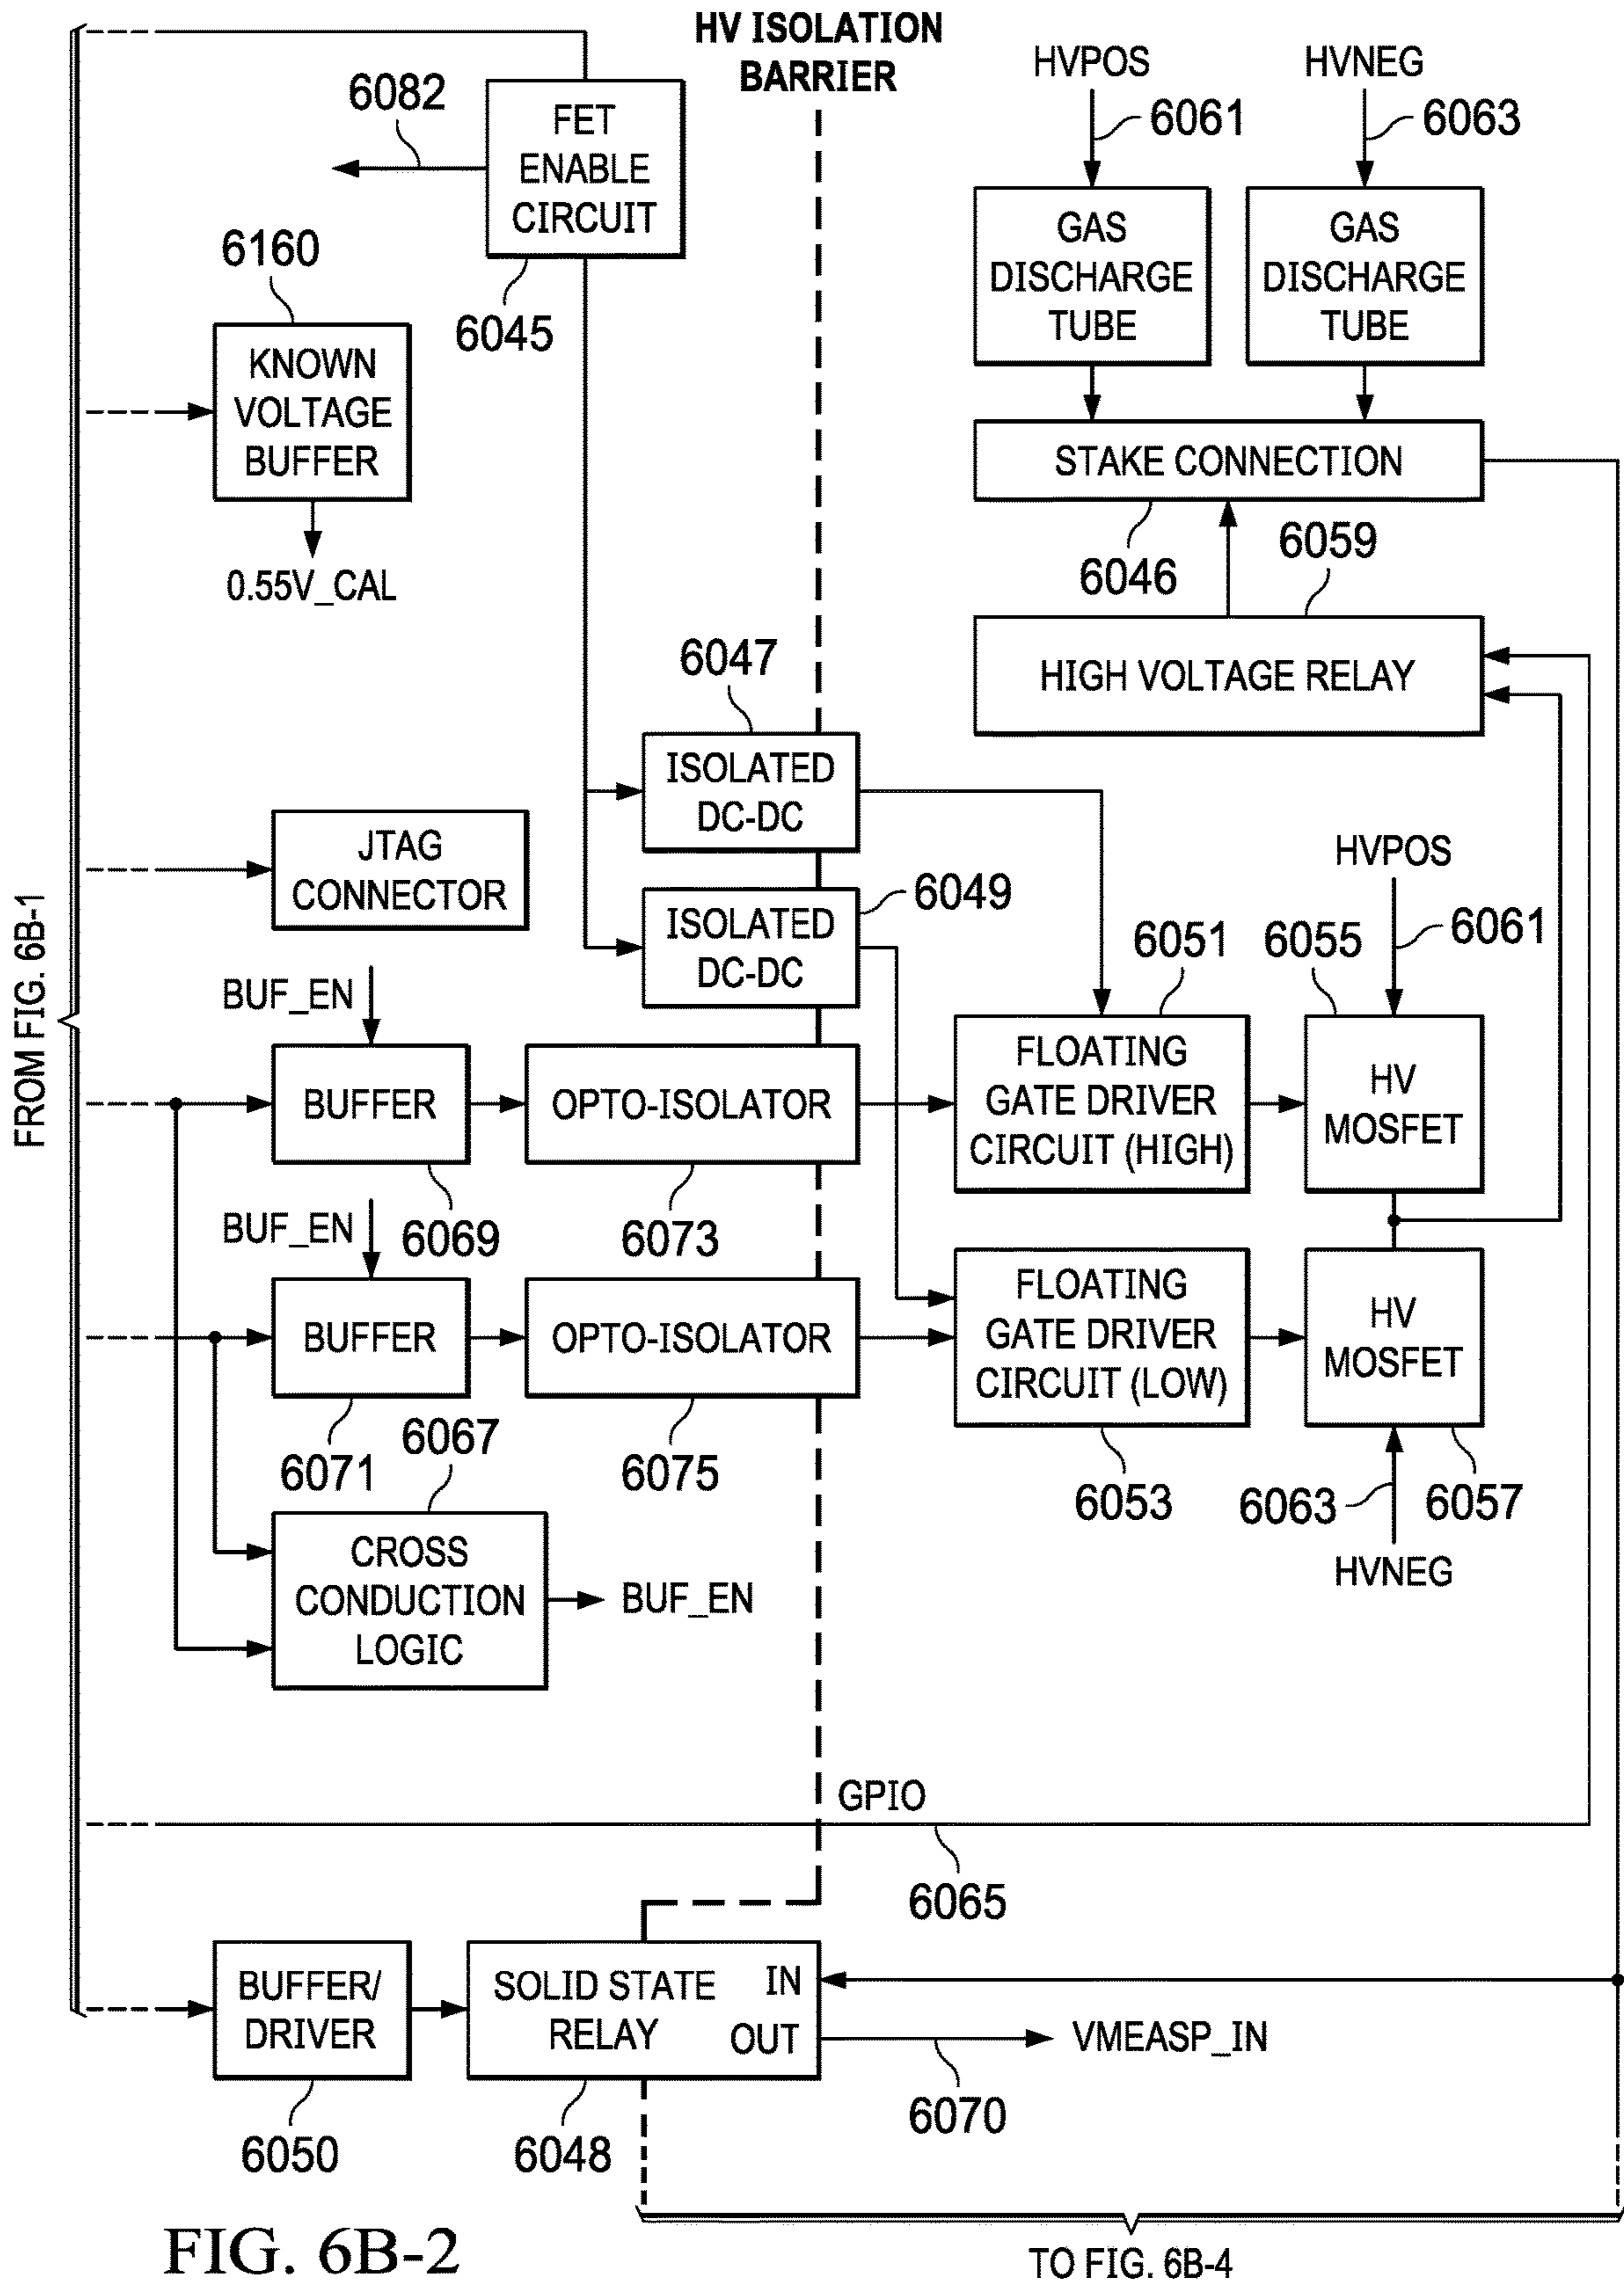 HV ISOLATION
BARRIER
HVPOS
HVNEG
6082
6061
6063
FET
ENABLE
CIRCUIT
GAS
DISCHARGE
TUBE
GAS
DISCHARGE
TUBE
6160
6045
KNOWN
VOLTAGE
BUFFER
STAKE CONNECTION
0.55V_CAL
6046
6059
6047
HIGH VOLTAGE RELAY
ISOLATED
DC-DC
JTAG
CONNECTOR
HVPOS
6049
ISOLATED
DC-DC
6051
6055
6061
FROM FIG. 6B-1
BUF_EN
BUFFER
OPTO-ISOLATOR
FLOATING
GATE DRIVER
CIRCUIT (HIGH)
HV
MOSFET
BUF_EN
6069
6073
BUFFER
OPTO-ISOLATOR
FLOATING
GATE DRIVER
CIRCUIT (LOW)
HV
MOSFET
6067
6071
6075
6053
6063
6057
CROSS
CONDUCTION
LOGIC
BUF_EN
HVNEG
GPIO
6065
BUFFER/
DRIVER
SOLID STATE
RELAY
IN
OUT
VMEASP_IN
6070
6050
6048
FIG. 6B-2
TO FIG. 6B-4